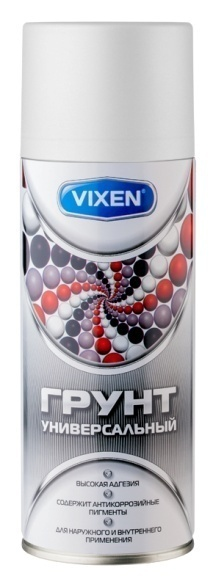 VIXEN®
ГРУНТ
УНИВЕРСАЛЬНЫЙ
ВЫСОКАЯ АДГЕЗИЯ
СОДЕРЖИТ АНТИКОРРОЗИЙНЫЕ
ПИГМЕНТЫ
ДЛЯ НАРУЖНОГО И ВНУТРЕННЕГО
ПРИМЕНЕНИЯ